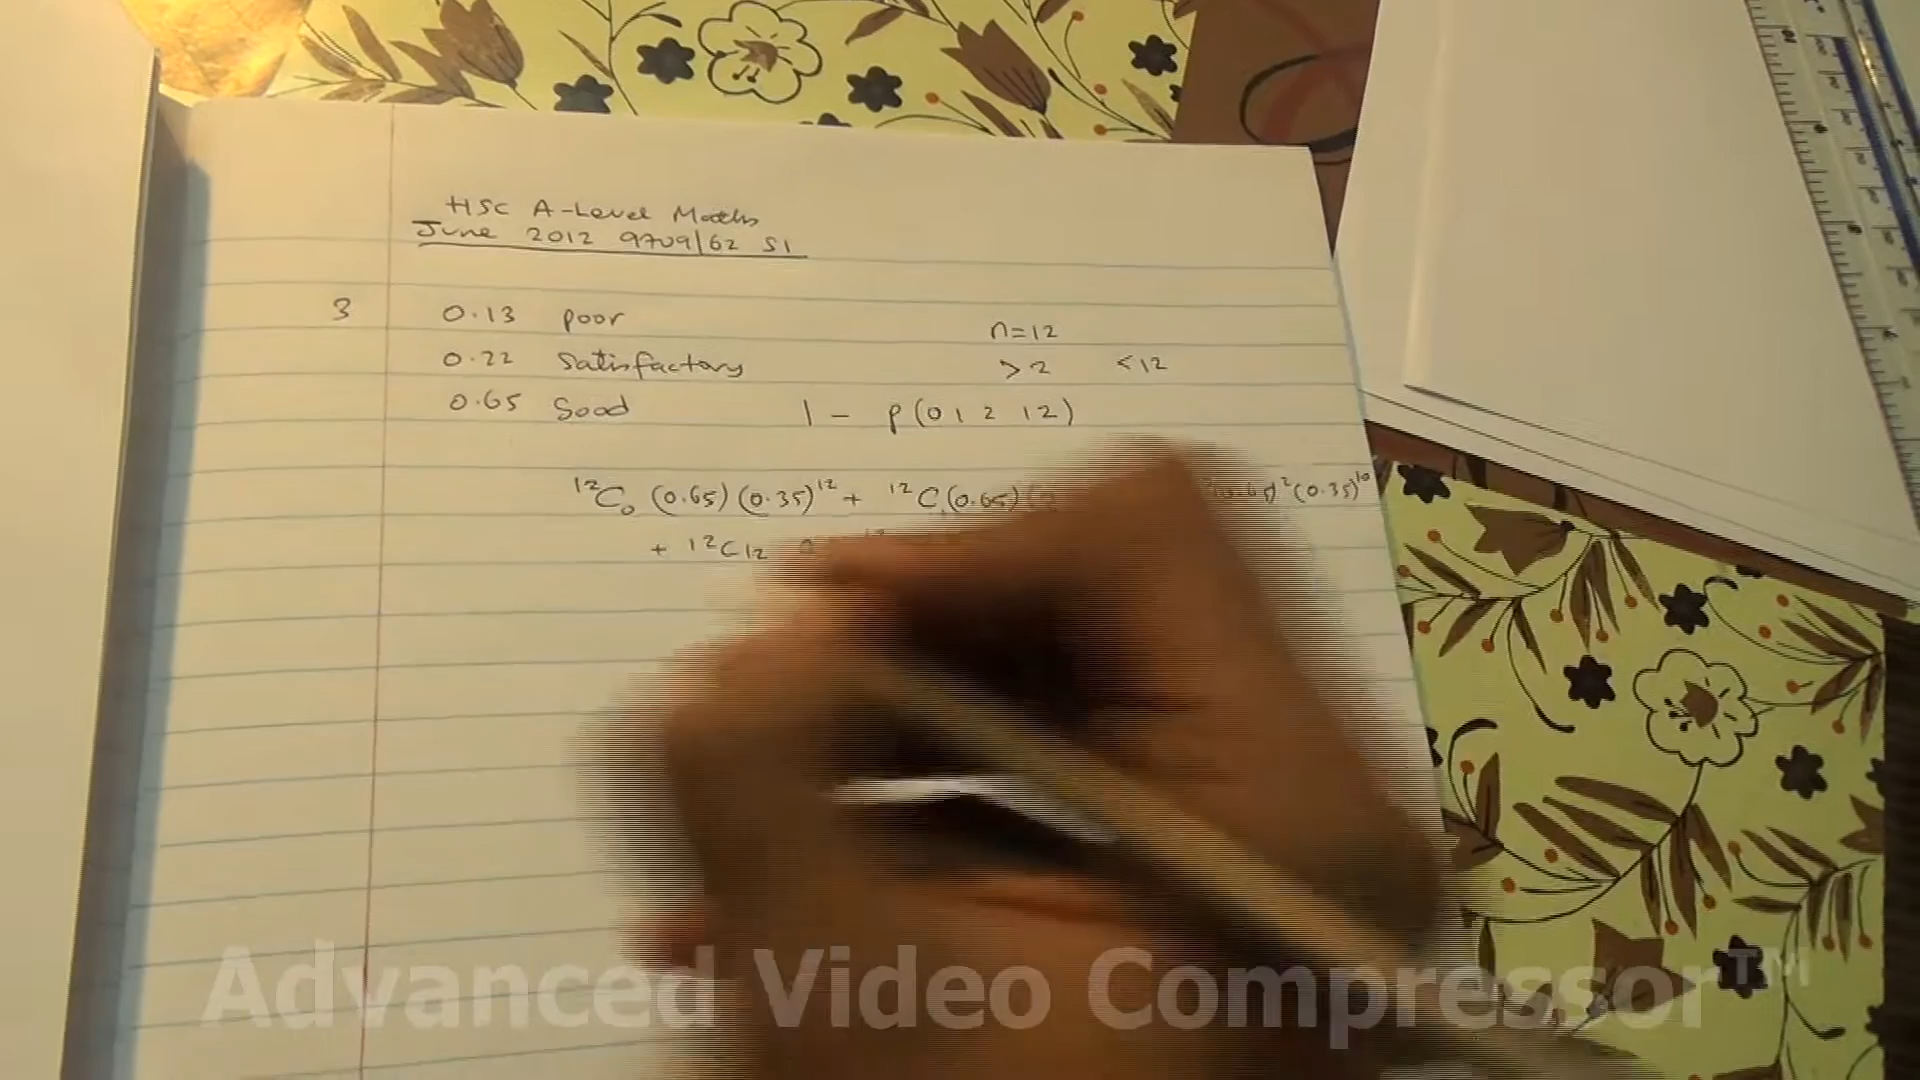 HSC A-Level Maths
June 2012 9709/62 S1
3 0.13 poor n=12
0.22 Satisfactory >2 <12
0.65 Good 1 - P(0 1 2 12)
¹²C₀ (0.65) (0.35)¹² + ¹²C₁(0.65) )² (0.35)¹⁰
+ ¹²C12
Advanced Video Compressor™